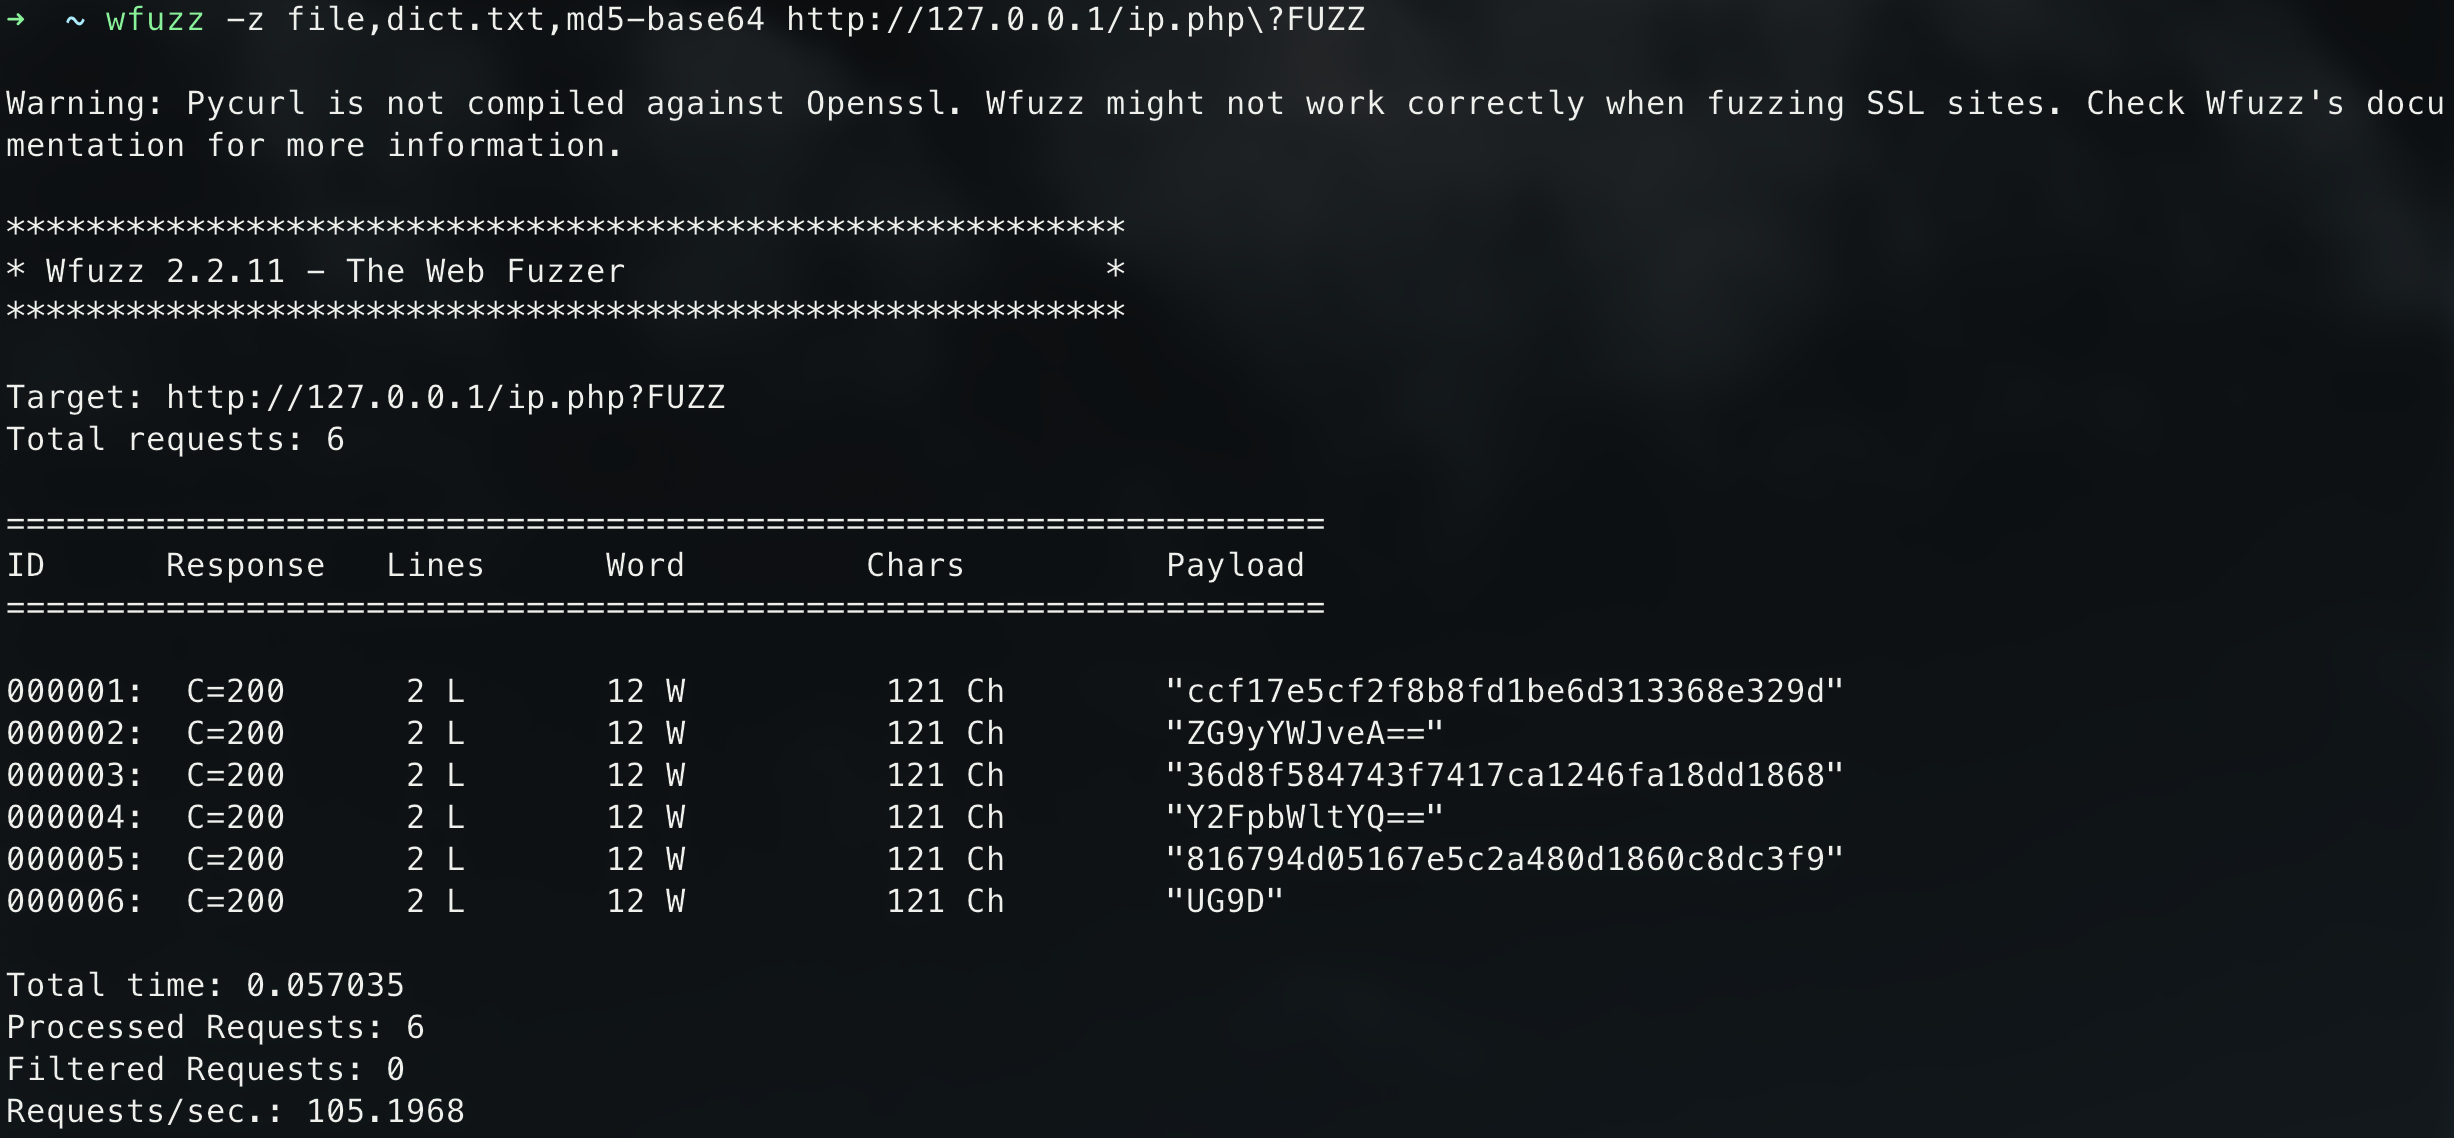 →  ~ wfuzz -z file,dict.txt,md5-base64 http://127.0.0.1/ip.php\?FUZZ
Warning: Pycurl is not compiled against Openssl. Wfuzz might not work correctly when fuzzing SSL sites. Check Wfuzz's docu
mentation for more information.
********************************************************
* Wfuzz 2.2.11 - The Web Fuzzer                        *
********************************************************
Target: http://127.0.0.1/ip.php?FUZZ
Total requests: 6
==================================================================
ID      Response   Lines      Word         Chars          Payload
==================================================================
000001:  C=200      2 L       12 W          121 Ch        "ccf17e5cf2f8b8fd1be6d313368e329d"
000002:  C=200      2 L       12 W          121 Ch        "ZG9yYWJveA=="
000003:  C=200      2 L       12 W          121 Ch        "36d8f584743f7417ca1246fa18dd1868"
000004:  C=200      2 L       12 W          121 Ch        "Y2FpbWltYQ=="
000005:  C=200      2 L       12 W          121 Ch        "816794d05167e5c2a480d1860c8dc3f9"
000006:  C=200      2 L       12 W          121 Ch        "UG9D"
Total time: 0.057035
Processed Requests: 6
Filtered Requests: 0
Requests/sec.: 105.1968